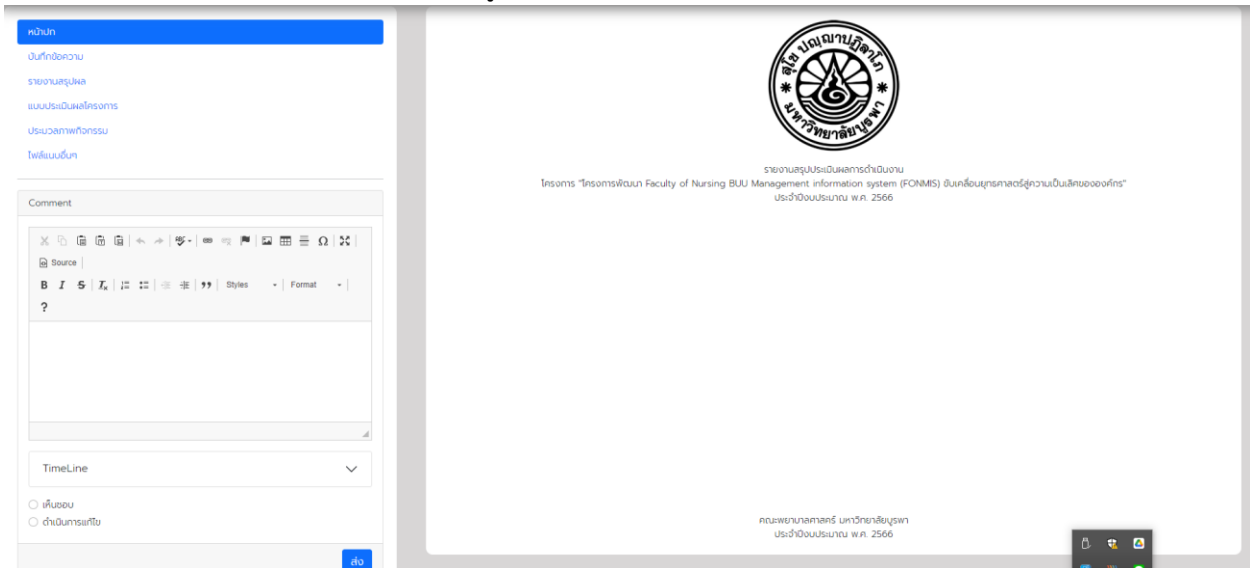 หน้าปก
บันทึกข้อความ
รายงานสรุปผล
แบบประเมินผลโครงการ
ประมวลภาพกิจกรรม
ไฟล์แนบอื่นๆ
Comment
Source
B I S Ix Styles Format
?
TimeLine
เห็นชอบ
ดำเนินการแก้ไข
ส่ง
สุโข ปญฺญาปฏิลาโภ
มหาวิทยาลัยบูรพา
รายงานสรุปประเมินผลการดำเนินงาน
โครงการ "โครงการพัฒนา Faculty of Nursing BUU Management information system (FONMIS) ขับเคลื่อนยุทธศาสตร์สู่ความเป็นเลิศขององค์กร"
ประจำปีงบประมาณ พ.ศ. 2566
คณะพยาบาลศาสตร์ มหาวิทยาลัยบูรพา
ประจำปีงบประมาณ พ.ศ. 2566